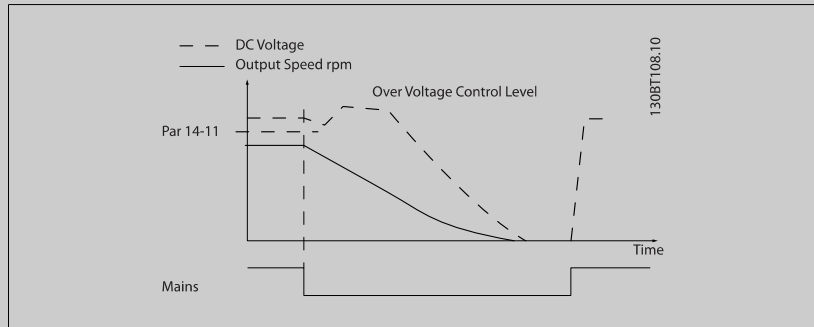 DC Voltage
Output Speed rpm
Over Voltage Control Level
130BT108.10
Par 14-11
Time
Mains